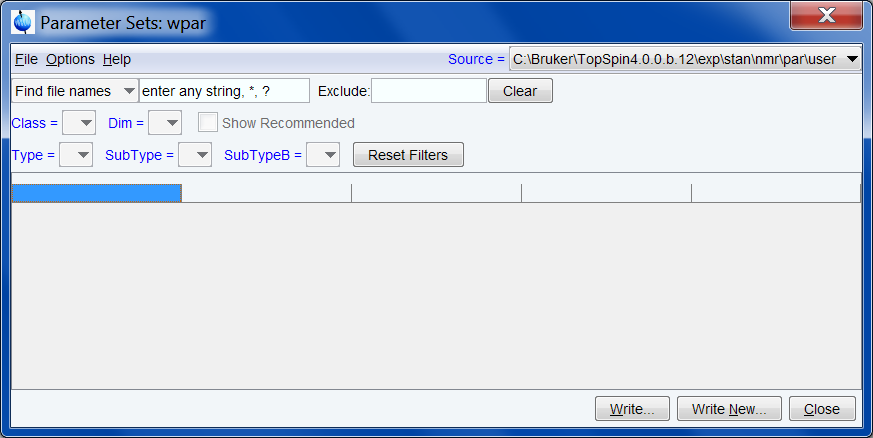 Parameter Sets: wpar
File Options Help Source = C:\Bruker\TopSpin4.0.0.b.12\exp\stan\nmr\par\user
Find file names enter any string, *, ? Exclude: Clear
Class = Dim = Show Recommended
Type = SubType = SubTypeB = Reset Filters
Write... Write New... Close